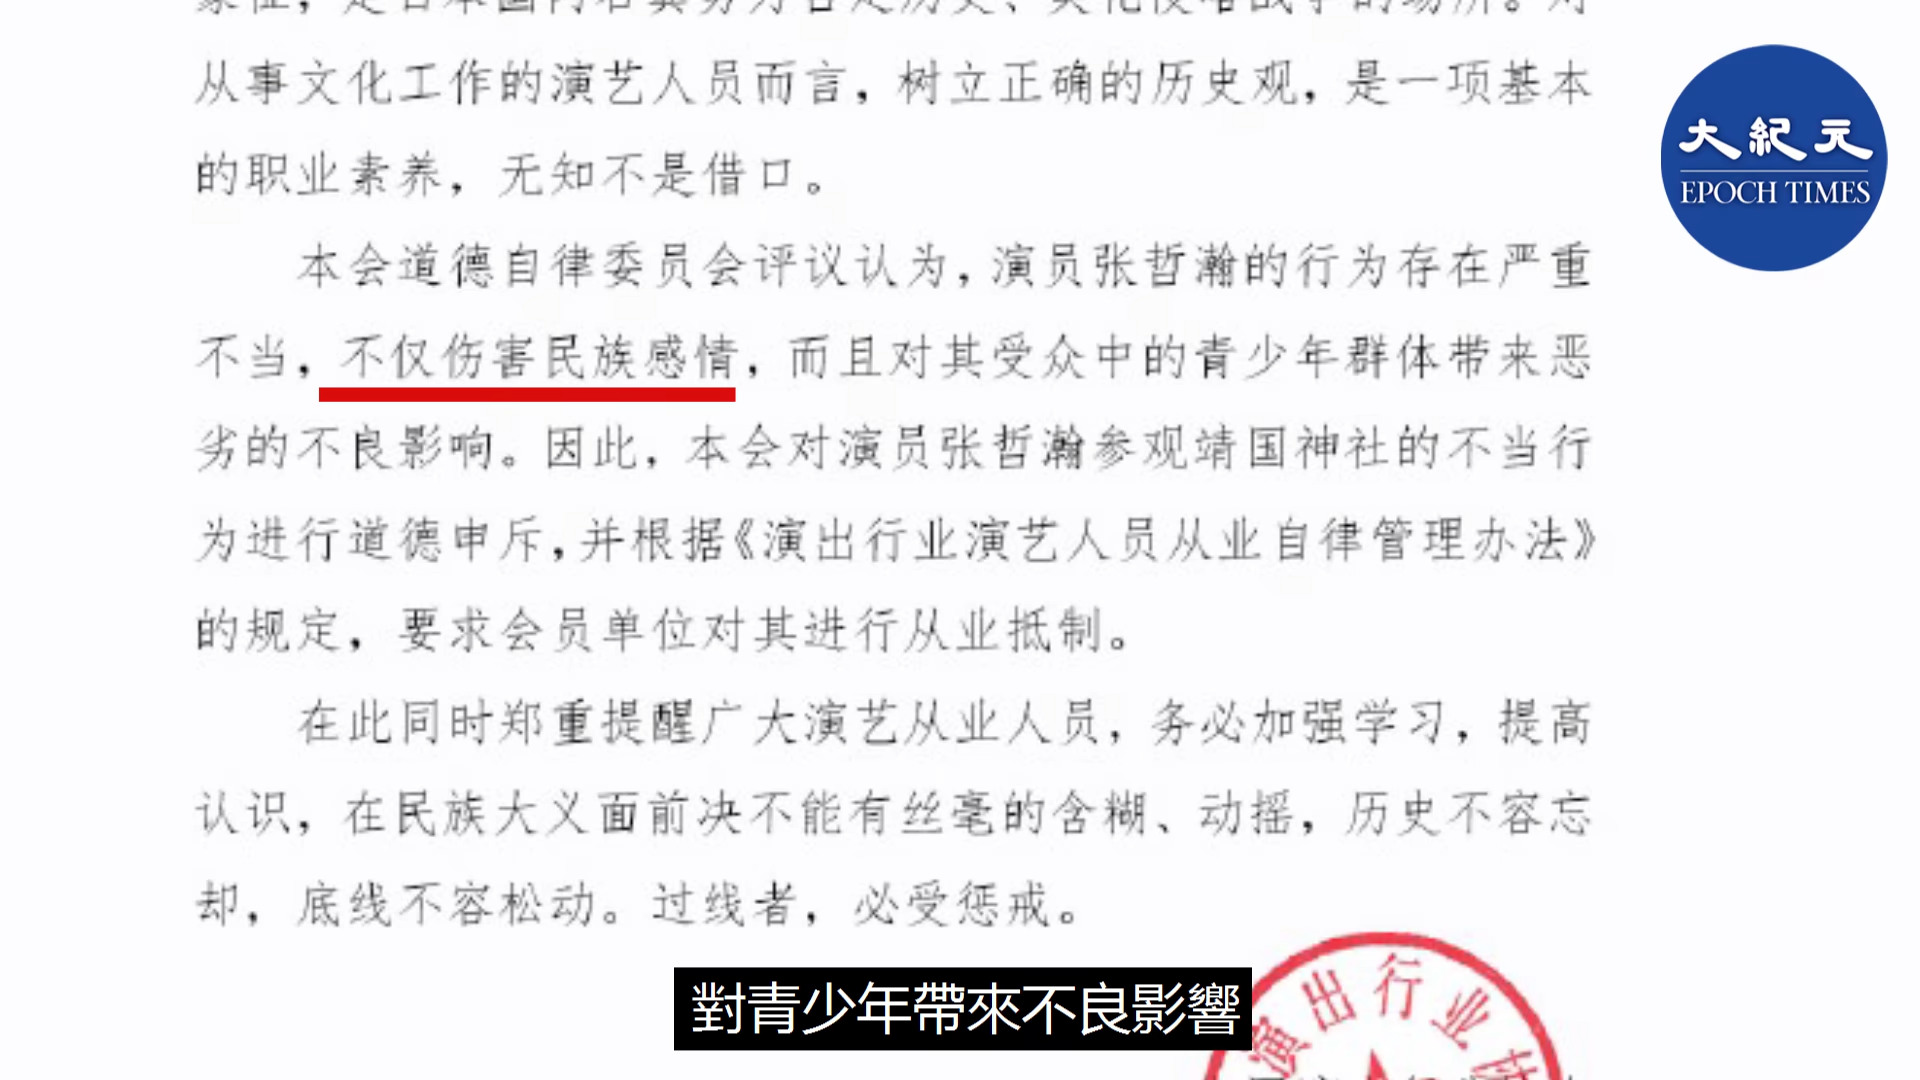 从事文化工作的演艺人员而言，树立正确的历史观，是一项基本
的职业素养，无知不是借口。
本会道德自律委员会评议认为，演员张哲瀚的行为存在严重
不当，不仅伤害民族感情，而且对其受众中的青少年群体带来恶
劣的不良影响。因此，本会对演员张哲瀚参观靖国神社的不当行
为进行道德申斥，并根据《演出行业演艺人员从业自律管理办法》
的规定，要求会员单位对其进行从业抵制。
在此同时郑重提醒广大演艺从业人员，务必加强学习，提高
认识，在民族大义面前决不能有丝毫的含糊、动摇，历史不容忘
却，底线不容松动。过线者，必受惩戒。
大紀元
EPOCH TIMES
演出行业
對青少年帶來不良影響